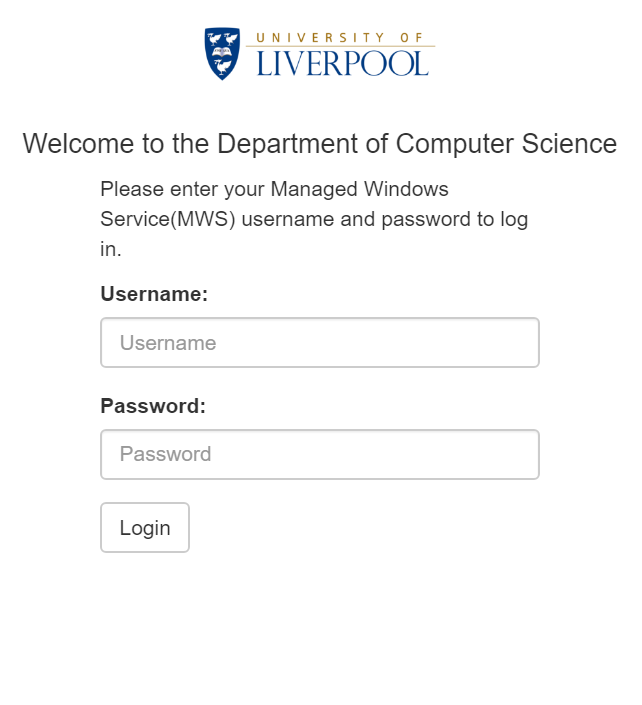 UNIVERSITY OF
LIVERPOOL
Welcome to the Department of Computer Science
Please enter your Managed Windows
Service(MWS) username and password to log
in.
Username:
Username
Password:
Password
Login